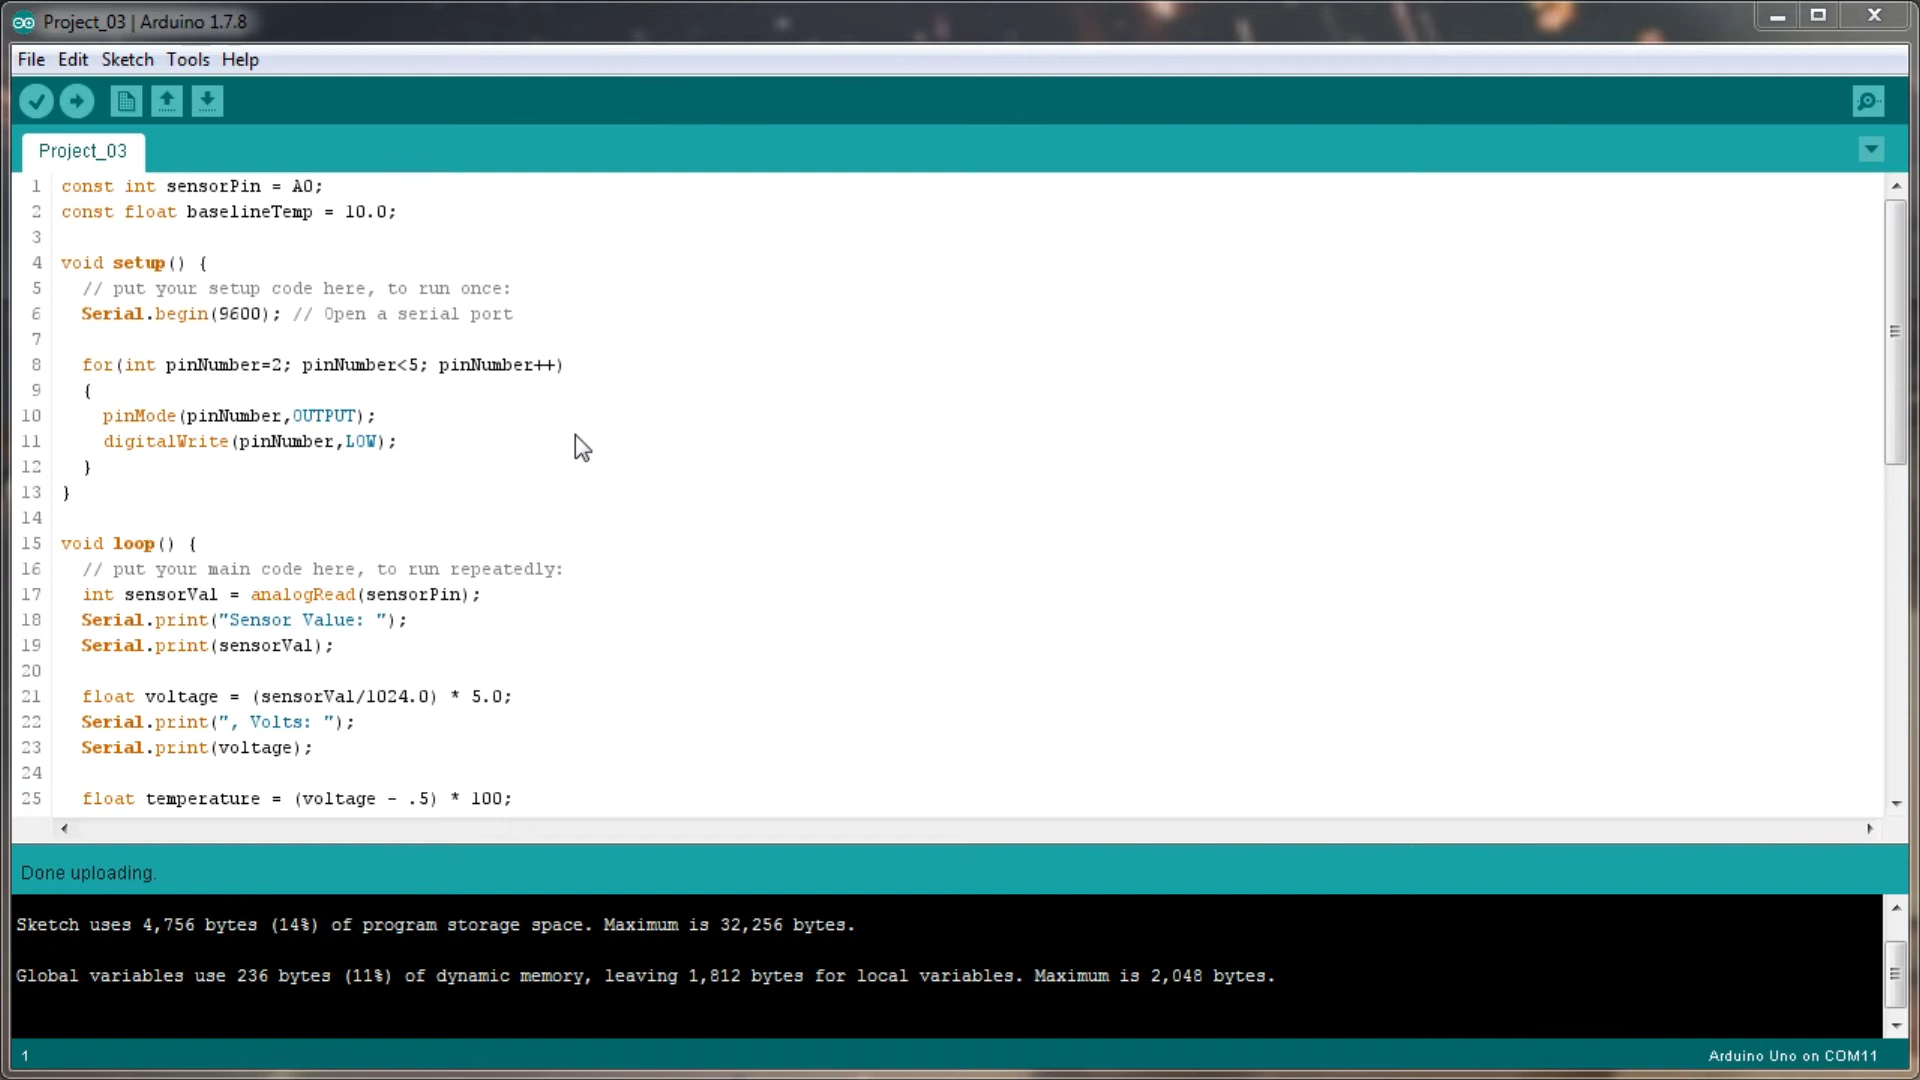 Project_03 | Arduino 1.7.8
File Edit Sketch Tools Help
Project_03
1 const int sensorPin = A0;
2 const float baselineTemp = 10.0;
3
4 void setup() {
5 // put your setup code here, to run once:
6 Serial.begin(9600); // Open a serial port
7
8 for(int pinNumber=2; pinNumber<5; pinNumber++)
9 {
10 pinMode(pinNumber,OUTPUT);
11 digitalWrite(pinNumber,LOW);
12 }
13 }
14
15 void loop() {
16 // put your main code here, to run repeatedly:
17 int sensorVal = analogRead(sensorPin);
18 Serial.print("Sensor Value: ");
19 Serial.print(sensorVal);
20
21 float voltage = (sensorVal/1024.0) * 5.0;
22 Serial.print(", Volts: ");
23 Serial.print(voltage);
24
25 float temperature = (voltage - .5) * 100;
Done uploading.
Sketch uses 4,756 bytes (14%) of program storage space. Maximum is 32,256 bytes.
Global variables use 236 bytes (11%) of dynamic memory, leaving 1,812 bytes for local variables. Maximum is 2,048 bytes.
1 Arduino Uno on COM11